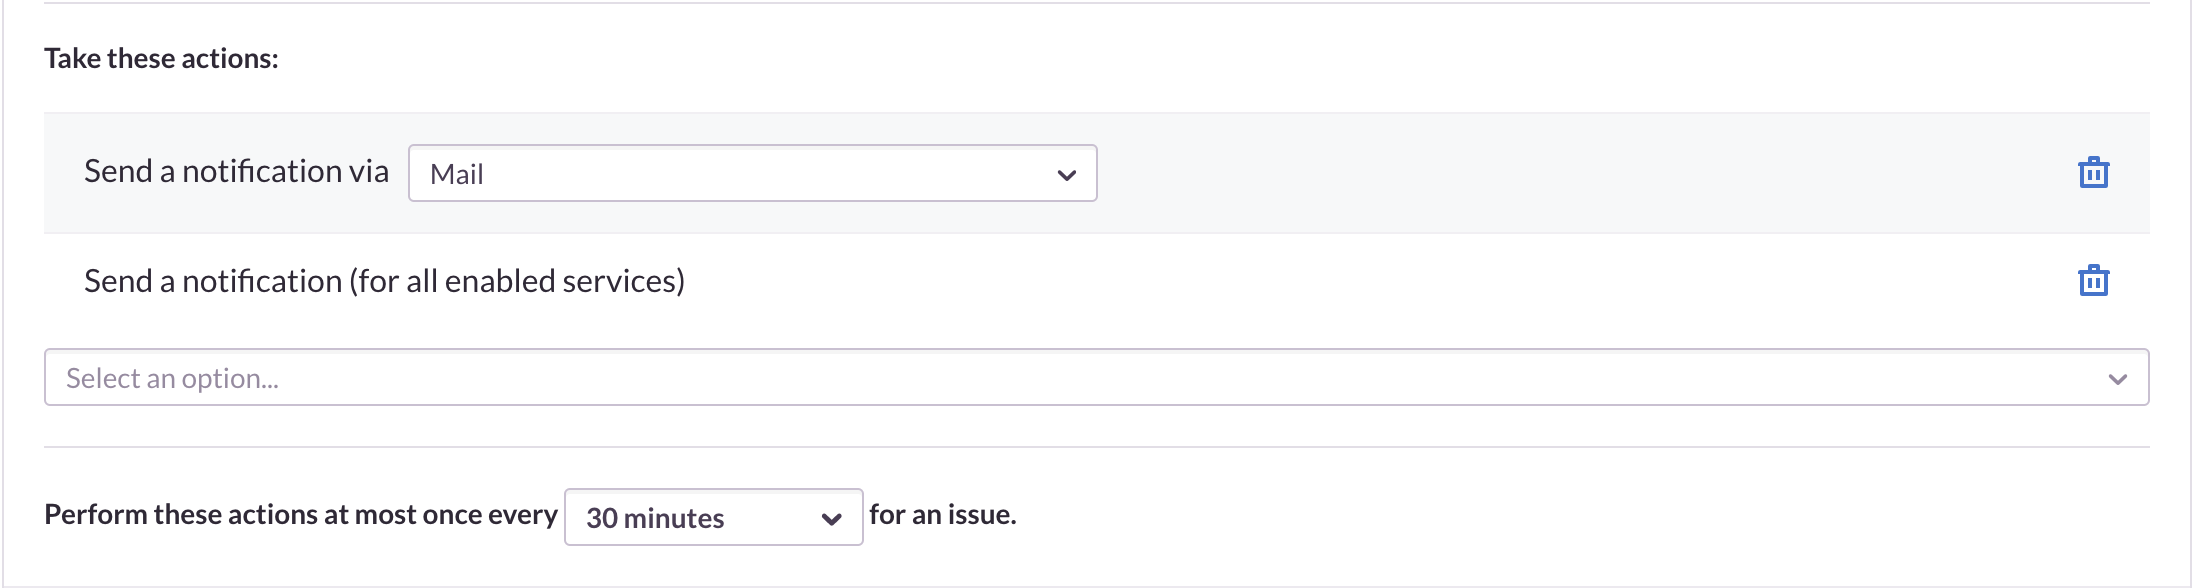 Take these actions:
Send a notification via Mail
Send a notification (for all enabled services)
Select an option...
Perform these actions at most once every 30 minutes for an issue.